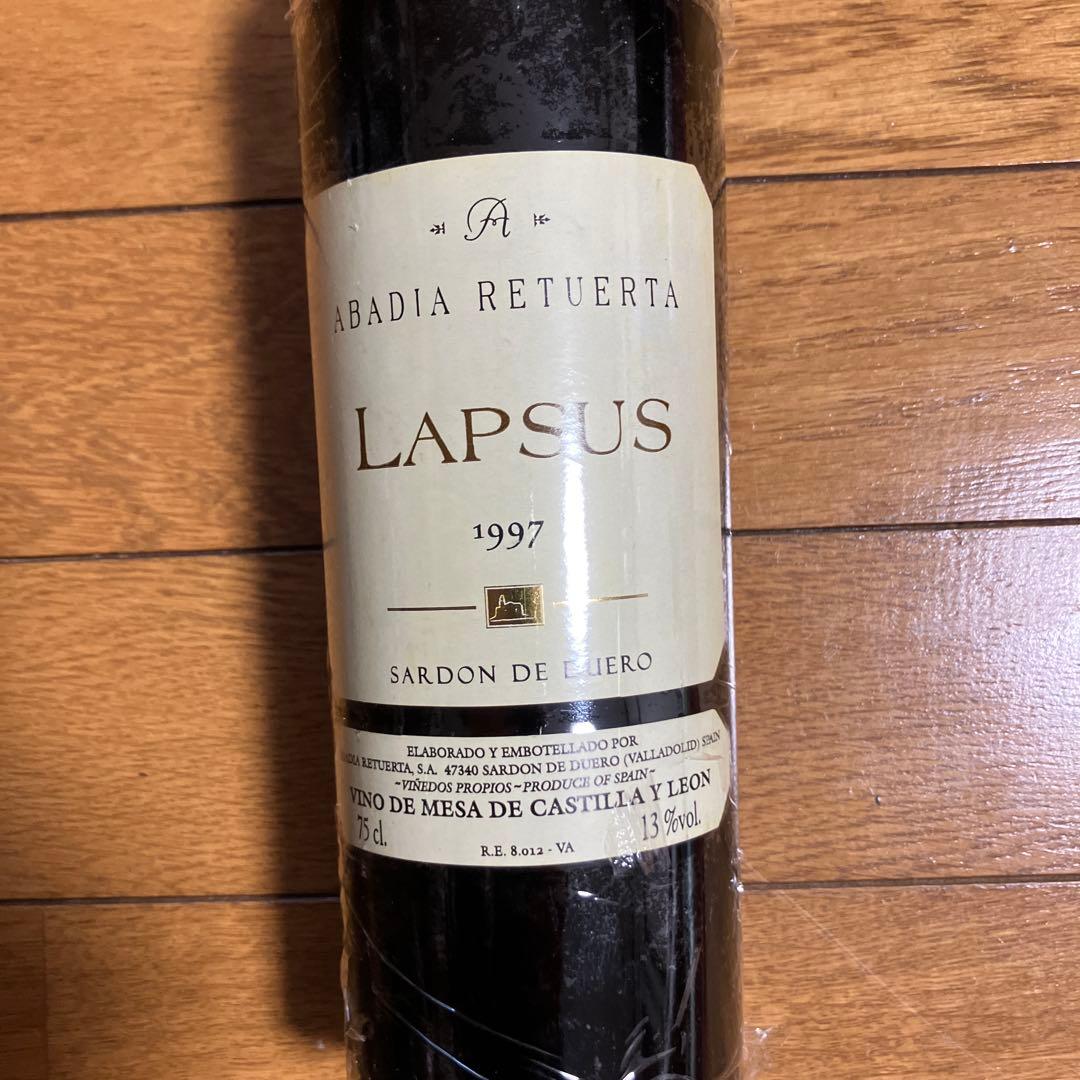 ABADIA RETUERTA
LAPSUS
1997
SARDON DE DUERO
ELABORADO Y EMBOTELLADO POR
RETUERTA, S.A. 47340 SARDON DE DUERO (VALLADOLID) SPAIN
~VIÑEDOS PROPIOS~PRODUCE OF SPAIN~
VINO DE MESA DE CASTILLA Y LEON
75 cl. 13 %vol.
R.E. 8.012 - VA